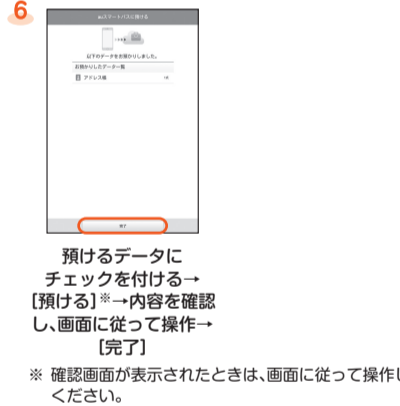 6
auスマートパスに預ける
以下のデータをお預かりしました。
お預かりしたデータ一覧
アドレス帳
完了
預けるデータに
チェックを付ける→
[預ける]※→内容を確認
し、画面に従って操作→
[完了]
※ 確認画面が表示されたときは、画面に従って操作し
ください。